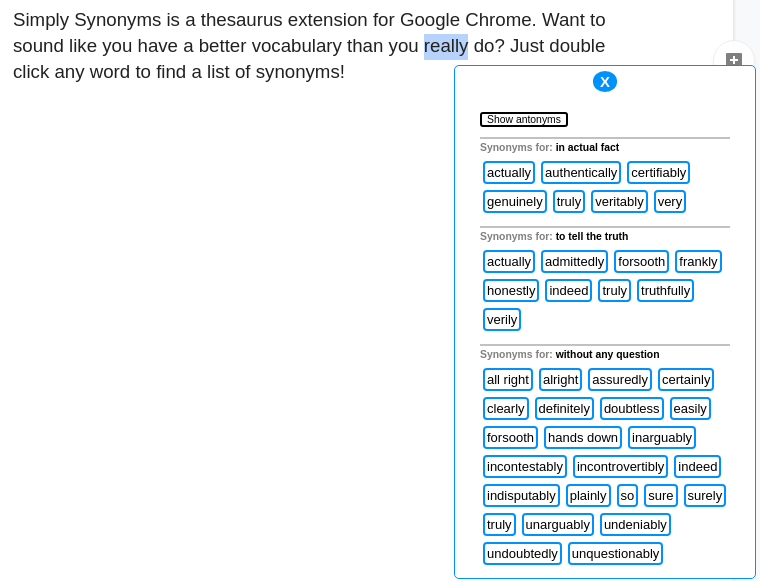 Simply Synonyms is a thesaurus extension for Google Chrome. Want to
sound like you have a better vocabulary than you really do? Just double
click any word to find a list of synonyms!
X
Show antonyms
Synonyms for: in actual fact
actually authentically certifiably
genuinely truly veritably very
Synonyms for: to tell the truth
actually admittedly forsooth frankly
honestly indeed truly truthfully
verily
Synonyms for: without any question
all right alright assuredly certainly
clearly definitely doubtless easily
forsooth hands down inarguably
incontestably incontrovertibly indeed
indisputably plainly so sure surely
truly unarguably undeniably
undoubtedly unquestionably